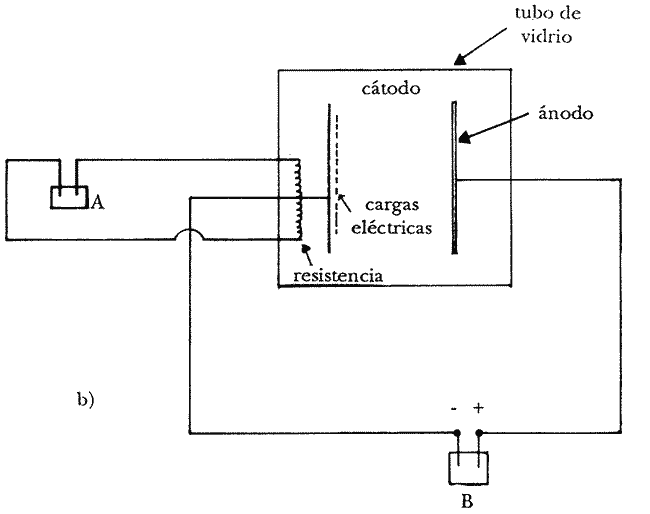 tubo de
vidrio
cátodo
ánodo
A
cargas
eléctricas
resistencia
b)
- +
B